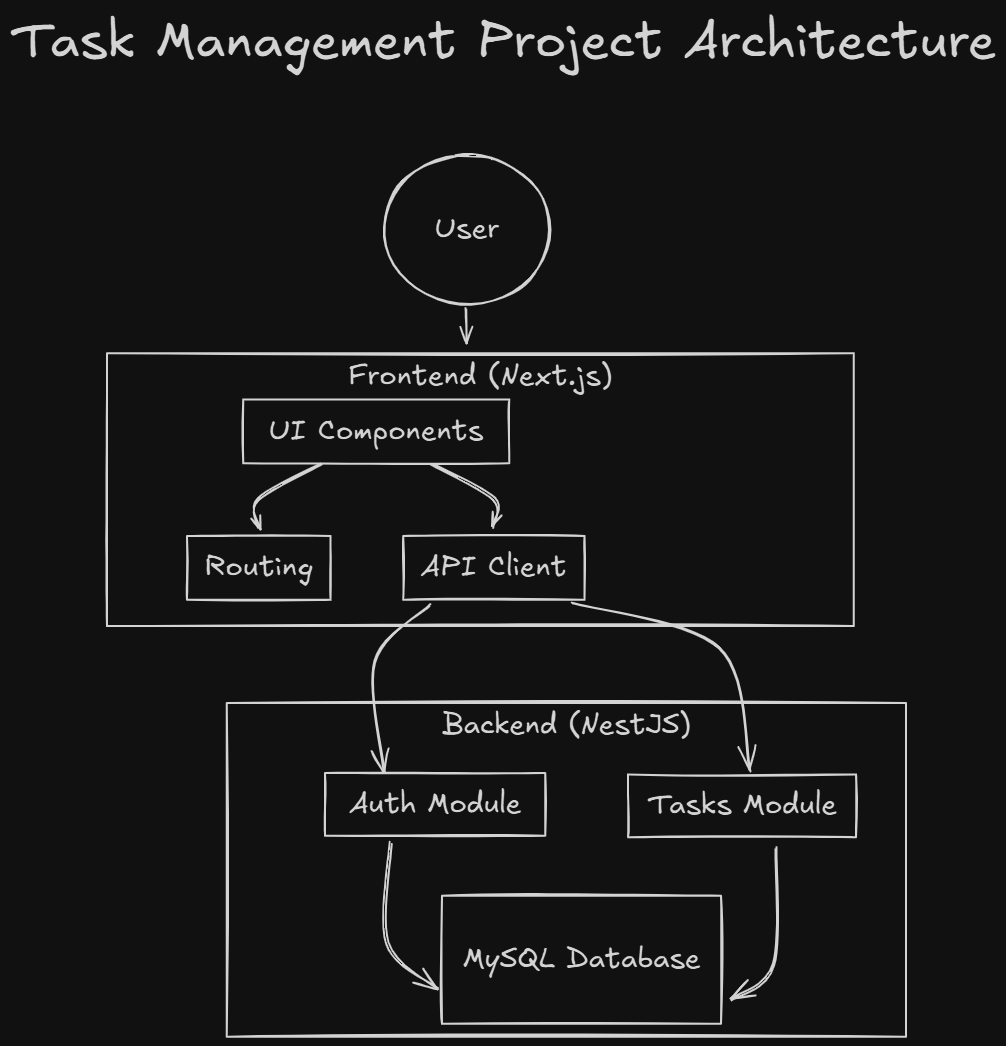 Task Management Project Architecture
User
Frontend (Next.js)
UI Components
Routing
API Client
Backend (NestJS)
Auth Module
Tasks Module
MySQL Database